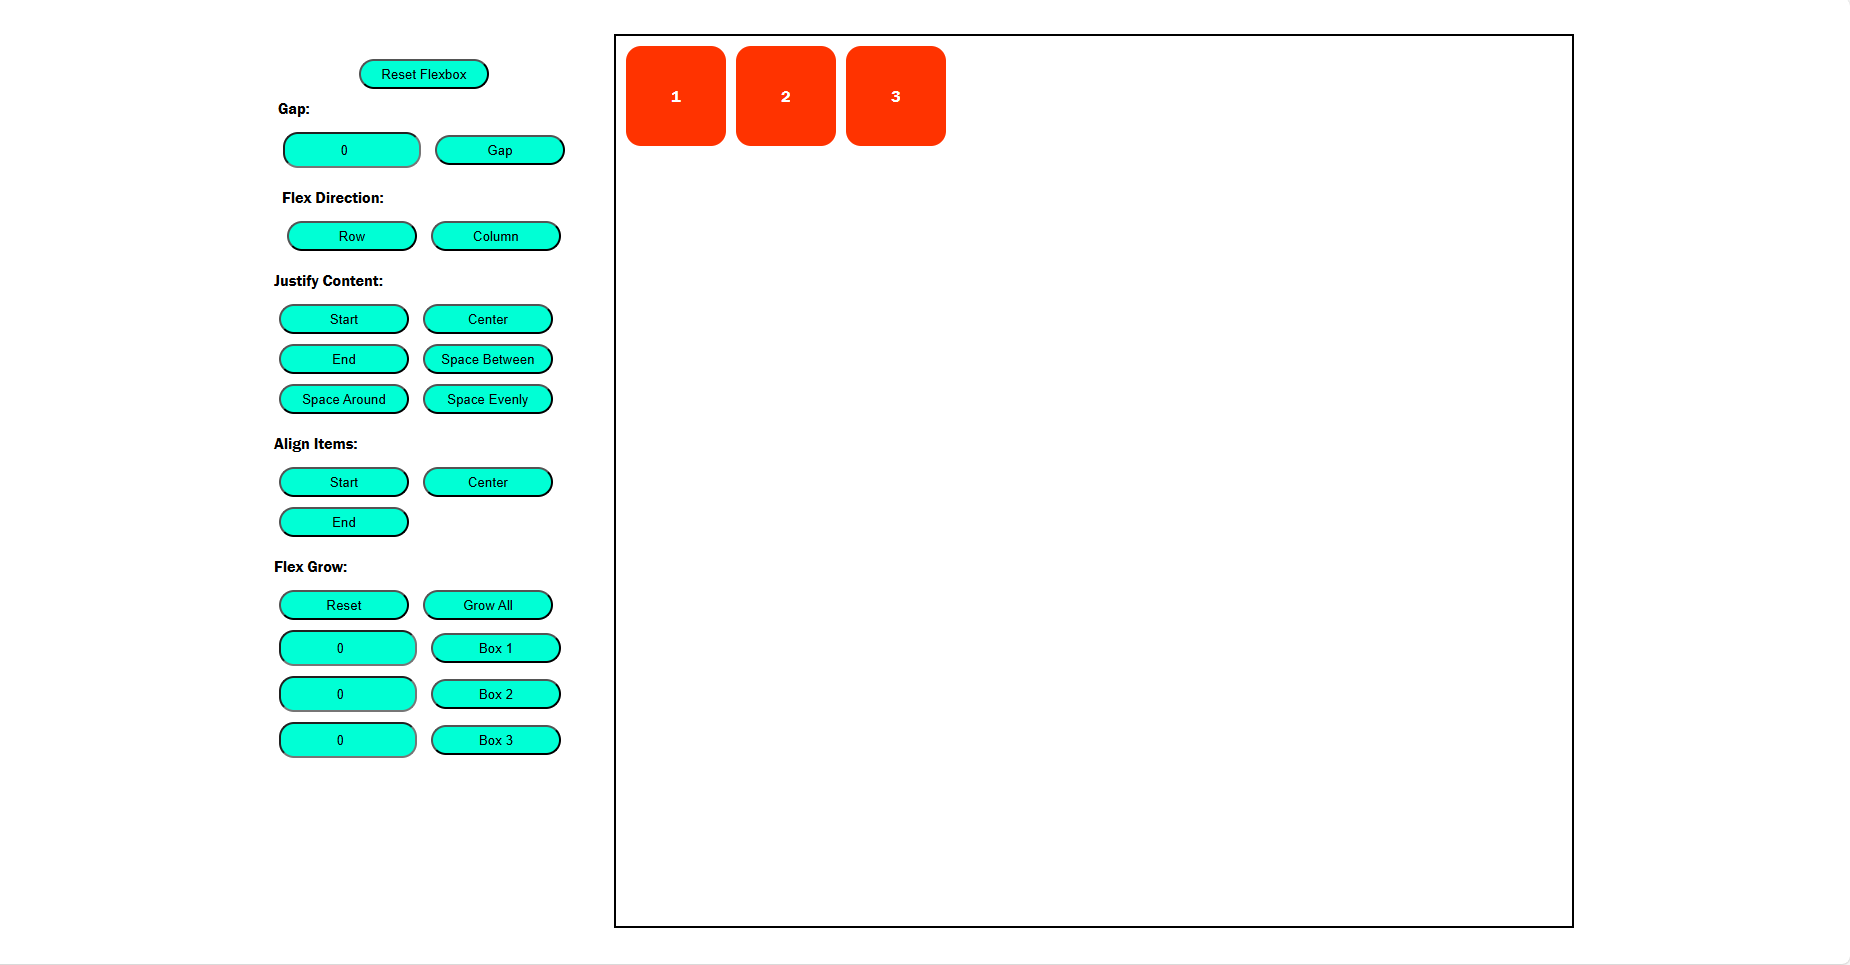 Reset Flexbox
Gap:
0 Gap
Flex Direction:
Row Column
Justify Content:
Start Center
End Space Between
Space Around Space Evenly
Align Items:
Start Center
End
Flex Grow:
Reset Grow All
0 Box 1
0 Box 2
0 Box 3
1 2 3